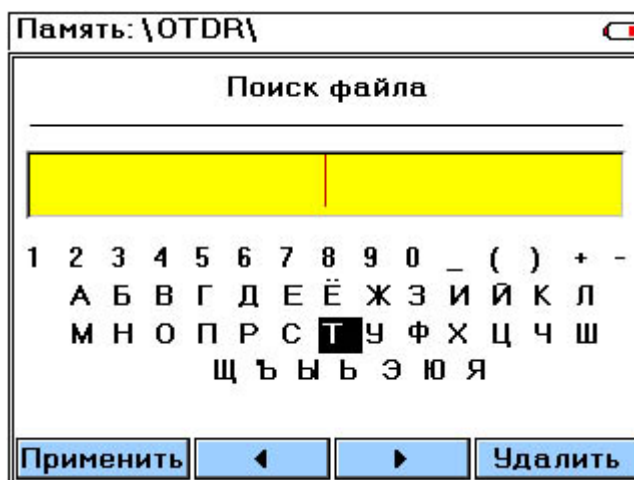 Память: \OTDR\
Поиск файла
1 2 3 4 5 6 7 8 9 0 _ ( ) + -
А Б В Г Д Е Ё Ж З И Й К Л
М Н О П Р С Т У Ф Х Ц Ч Ш
Щ Ъ Ы Ь Э Ю Я
Применить ◀ ▶ Удалить